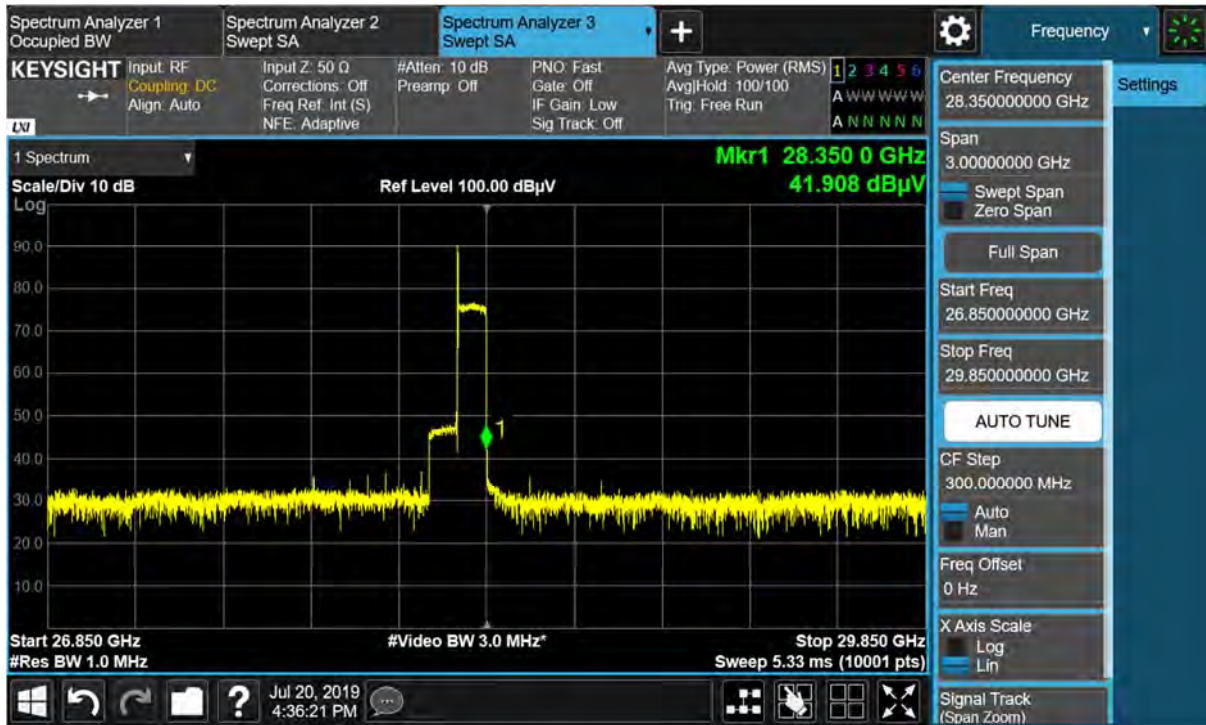 Spectrum Analyzer 1
Occupied BW
Spectrum Analyzer 2
Swept SA
Spectrum Analyzer 3
Swept SA
+
Frequency
KEYSIGHT
LXI
Input: RF
Coupling: DC
Align: Auto
Input Z: 50 Ω
Corrections: Off
Freq Ref: Int (S)
NFE: Adaptive
#Atten: 10 dB
Preamp: Off
PNO: Fast
Gate: Off
IF Gain: Low
Sig Track: Off
Avg Type: Power (RMS)
Avg|Hold: 100/100
Trig: Free Run
1 2 3 4 5 6
A W W W W W
A N N N N N
1 Spectrum
Scale/Div 10 dB
Log
Ref Level 100.00 dBµV
Mkr1 28.350 0 GHz
41.908 dBµV
90.0
80.0
70.0
60.0
50.0
40.0
30.0
20.0
10.0
1
Start 26.850 GHz
#Res BW 1.0 MHz
#Video BW 3.0 MHz*
Stop 29.850 GHz
Sweep 5.33 ms (10001 pts)
Center Frequency
28.350000000 GHz
Span
3.00000000 GHz
Swept Span
Zero Span
Full Span
Start Freq
26.850000000 GHz
Stop Freq
29.850000000 GHz
AUTO TUNE
CF Step
300.000000 MHz
Auto
Man
Freq Offset
0 Hz
X Axis Scale
Log
Lin
Signal Track
(Span Zoom)
Settings
?
Jul 20, 2019
4:36:21 PM